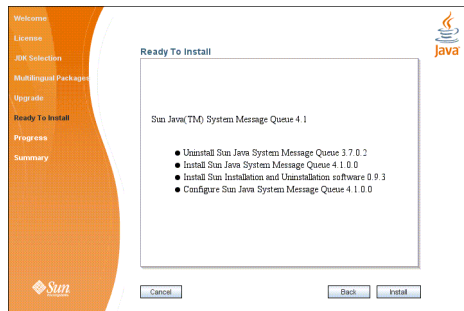 Welcome
License
JDK Selection
Multilingual Packages
Upgrade
Ready To Install
Progress
Summary
Sun
microsystems
Java
Ready To Install
Sun Java(TM) System Message Queue 4.1
● Uninstall Sun Java System Message Queue 3.7.0.2
● Install Sun Java System Message Queue 4.1.0.0
● Install Sun Installation and Uninstallation software 0.9.3
● Configure Sun Java System Message Queue 4.1.0.0
Cancel
Back
Install